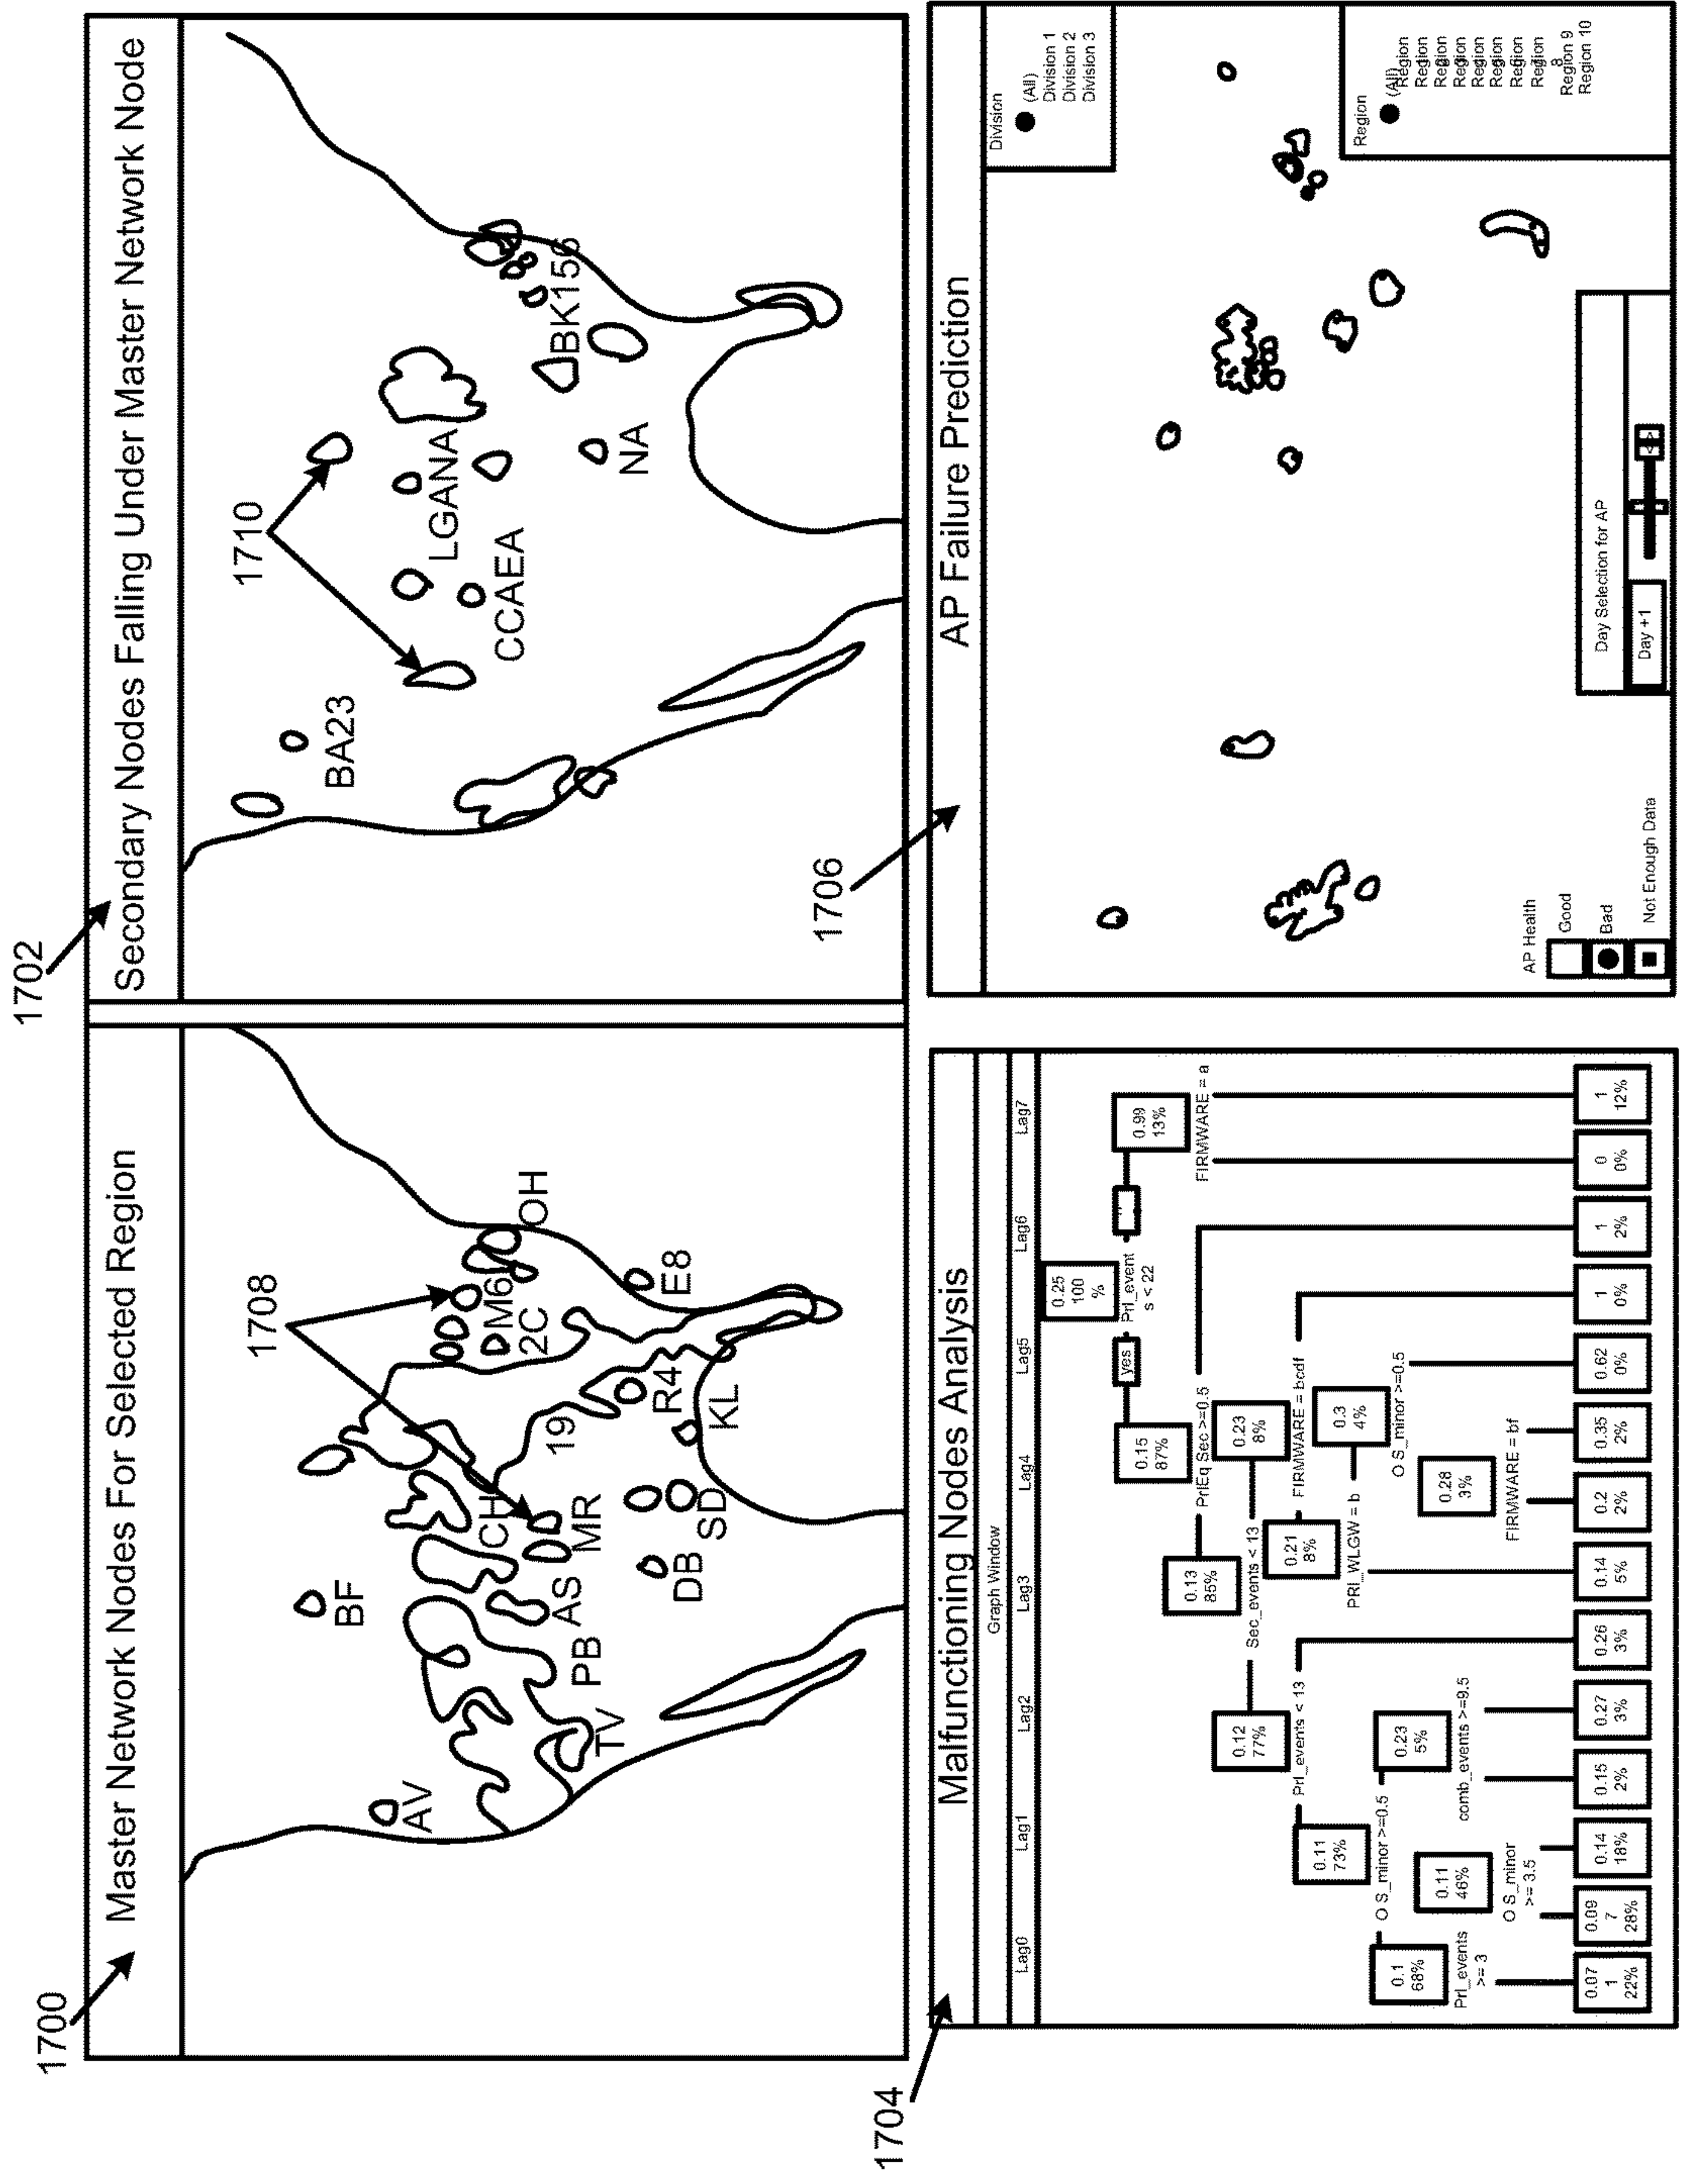 1700
Master Network Nodes For Selected Region
1708
AV
BF
TV
PB
AS
CH
MR
DB
SD
19
R4
KL
2C
M6
OH
E8
1702
Secondary Nodes Falling Under Master Network Node
1710
BA23
CCAEA
LGANA
NA
BK156
1704
Malfunctioning Nodes Analysis
Graph Window
Lag0 Lag1 Lag2 Lag3 Lag4 Lag5 Lag6 Lag7
0.25
100
%
yes
Prl_event
s < 22
0.15
87%
0.99
13%
PrlEq Sec >=0.5
FIRMWARE = a
0.13
85%
Sec_events < 13
0.12
77%
0.23
8%
Prl_events < 13
FIRMWARE = bcdf
0.21
8%
0.11
73%
PRI_WLGW = b
0.3
4%
O S_minor >=0.5
O S_minor >=0.5
0.1
68%
0.23
5%
0.11
46%
0.28
3%
Prl_events
>= 3
O S_minor
>= 3.5
comb_events >=9.5
FIRMWARE = bf
0.07
1
22%
0.09
7
28%
0.14
18%
0.15
2%
0.27
3%
0.26
3%
0.14
5%
0.2
2%
0.35
2%
0.62
0%
1
0%
1
2%
0
0%
1
12%
1706
AP Failure Prediction
Division
(All)
Division 1
Division 2
Division 3
Region
(All)
Region
Region
Region
Region
Region
Region
Region
Region
8
Region 9
Region 10
AP Health
Good
Bad
Not Enough Data
Day Selection for AP
Day +1